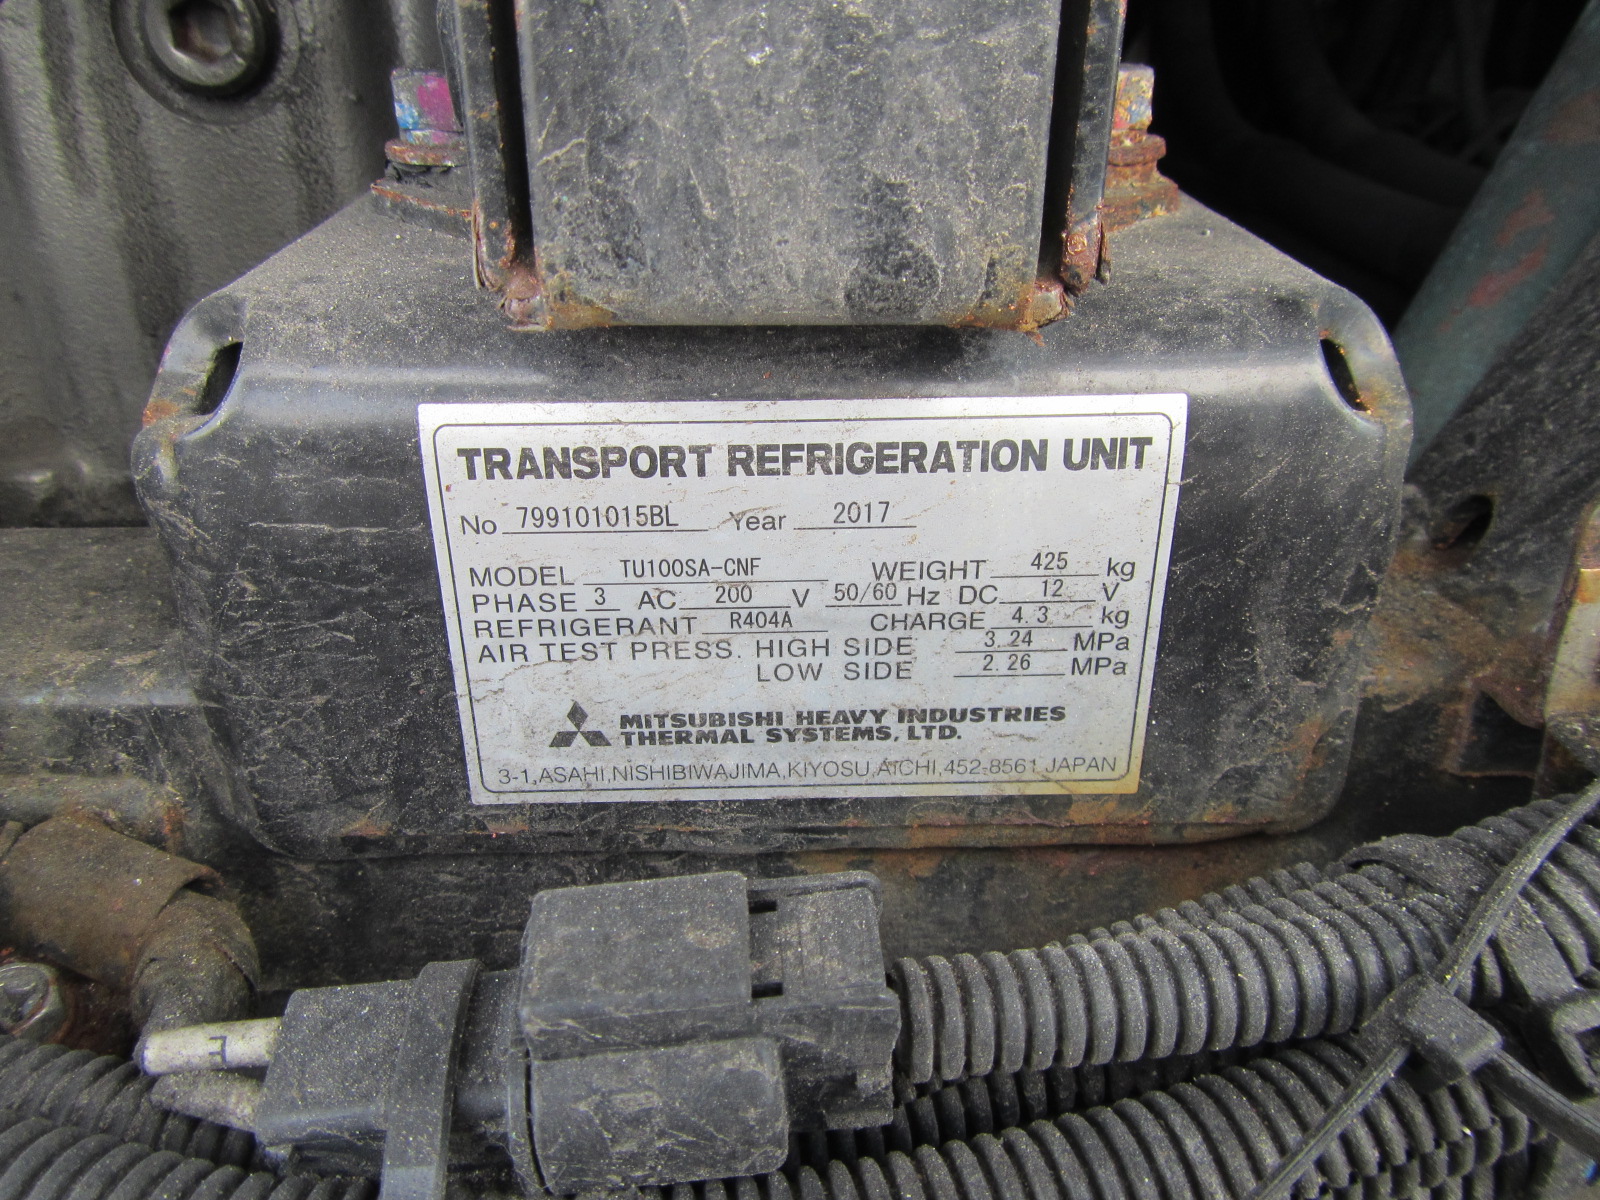 TRANSPORT REFRIGERATION UNIT
No 799101015BL Year 2017
MODEL TU100SA-CNF WEIGHT 425 kg
PHASE 3 AC 200 V 50/60 Hz DC 12 V
REFRIGERANT R404A CHARGE 4.3 kg
AIR TEST PRESS. HIGH SIDE 3.24 MPa
LOW SIDE 2.26 MPa
MITSUBISHI HEAVY INDUSTRIES
THERMAL SYSTEMS, LTD.
3-1,ASAHI,NISHIBIWAJIMA,KIYOSU,AICHI,452-8561 JAPAN